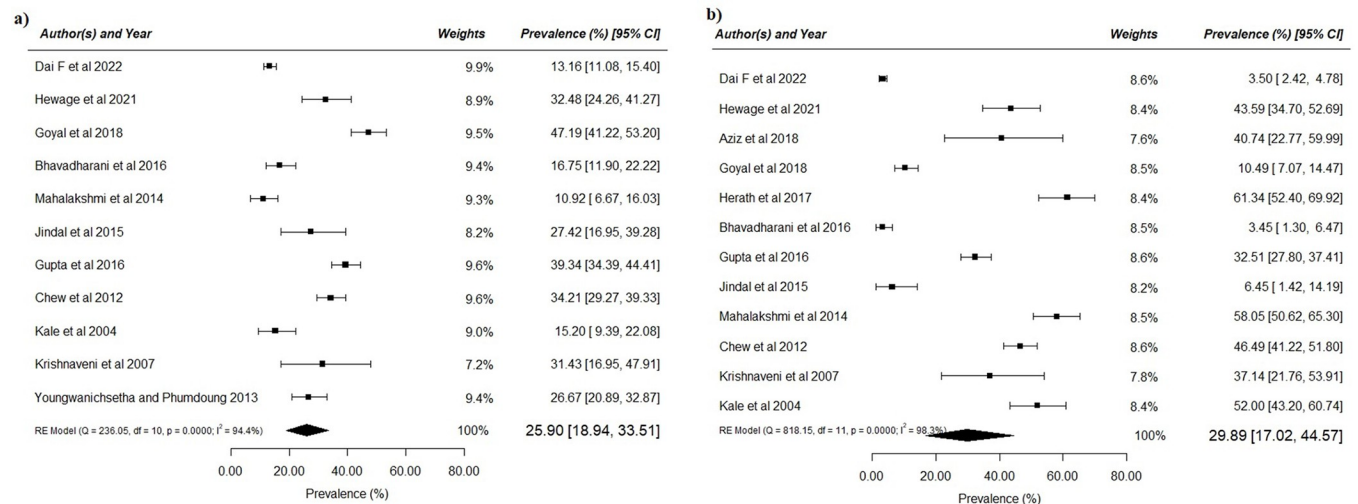 a)
Author(s) and Year Weights Prevalence (%) [95% CI]
Dai F et al 2022 9.9% 13.16 [11.08, 15.40]
Hewage et al 2021 8.9% 32.48 [24.26, 41.27]
Goyal et al 2018 9.5% 47.19 [41.22, 53.20]
Bhavadharani et al 2016 9.4% 16.75 [11.90, 22.22]
Mahalakshmi et al 2014 9.3% 10.92 [ 6.67, 16.03]
Jindal et al 2015 8.2% 27.42 [16.95, 39.28]
Gupta et al 2016 9.6% 39.34 [34.39, 44.41]
Chew et al 2012 9.6% 34.21 [29.27, 39.33]
Kale et al 2004 9.0% 15.20 [ 9.39, 22.08]
Krishnaveni et al 2007 7.2% 31.43 [16.95, 47.91]
Youngwanichsetha and Phumdoung 2013 9.4% 26.67 [20.89, 32.87]
RE Model (Q = 236.05, df = 10, p = 0.0000; I² = 94.4%) 100% 25.90 [18.94, 33.51]
0.00 20.00 40.00 60.00 80.00
Prevalence (%)
b)
Author(s) and Year Weights Prevalence (%) [95% CI]
Dai F et al 2022 8.6% 3.50 [ 2.42, 4.78]
Hewage et al 2021 8.4% 43.59 [34.70, 52.69]
Aziz et al 2018 7.6% 40.74 [22.77, 59.99]
Goyal et al 2018 8.5% 10.49 [ 7.07, 14.47]
Herath et al 2017 8.4% 61.34 [52.40, 69.92]
Bhavadharani et al 2016 8.5% 3.45 [ 1.30, 6.47]
Gupta et al 2016 8.6% 32.51 [27.80, 37.41]
Jindal et al 2015 8.2% 6.45 [ 1.42, 14.19]
Mahalakshmi et al 2014 8.5% 58.05 [50.62, 65.30]
Chew et al 2012 8.6% 46.49 [41.22, 51.80]
Krishnaveni et al 2007 7.8% 37.14 [21.76, 53.91]
Kale et al 2004 8.4% 52.00 [43.20, 60.74]
RE Model (Q = 818.15, df = 11, p = 0.0000; I² = 98.3%) 100% 29.89 [17.02, 44.57]
0.00 20.00 40.00 60.00 80.00
Prevalence (%)